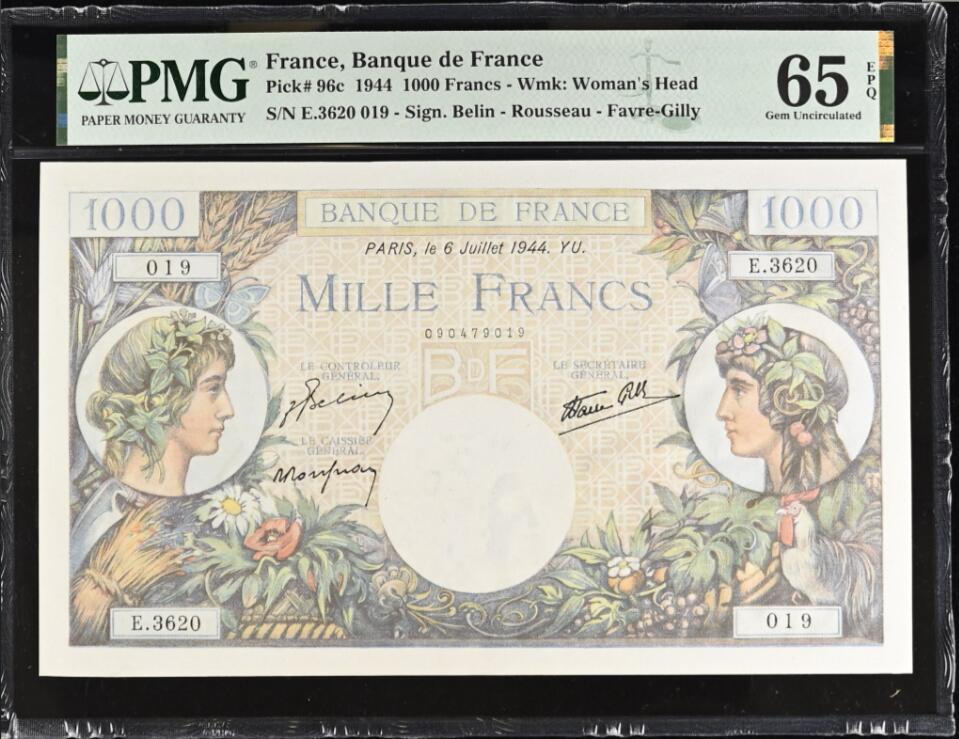 PMG®
PAPER MONEY GUARANTY
France, Banque de France
Pick# 96c 1944 1000 Francs - Wmk: Woman's Head
S/N E.3620 019 - Sign. Belin - Rousseau - Favre-Gilly
65
EPQ
Gem Uncirculated
1000
BANQUE DE FRANCE
1000
PARIS, le 6 Juillet 1944. YU.
019
E.3620
MILLE FRANCS
090479019
BDF
LE CONTRÔLEUR
GÉNÉRAL,
LE SECRÉTAIRE
GÉNÉRAL,
LE CAISSIER
GÉNÉRAL,
E.3620
019